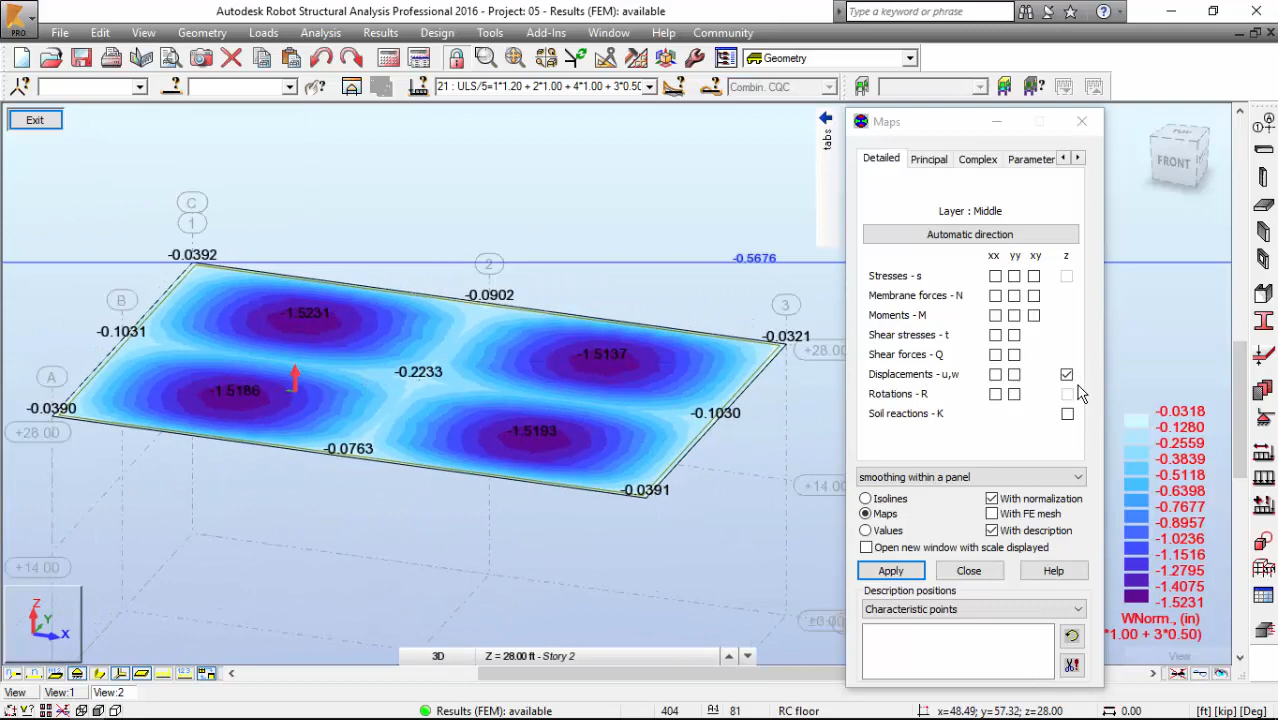 Autodesk Robot Structural Analysis Professional 2016 - Project: 05 - Results (FEM): available
Type a keyword or phrase
PRO
File Edit View Geometry Loads Analysis Results Design Tools Add-Ins Window Help Community
Geometry
21 : ULS/5=1*1.20 + 2*1.00 + 4*1.00 + 3*0.50
Combin. CQC
Exit
tabs
Maps
FRONT
Detailed Principal Complex Parameter
Layer : Middle
Automatic direction
xx yy xy z
Stresses - s
Membrane forces - N
Moments - M
Shear stresses - t
Shear forces - Q
Displacements - u,w
Rotations - R
Soil reactions - K
smoothing within a panel
Isolines
Maps
Values
With normalization
With FE mesh
With description
Open new window with scale displayed
Apply Close Help
Description positions
Characteristic points
C
1
-0.0392
-0.5676
2
-0.0902
B
-0.1031
-1.5231
3
-0.0321
+28.00
-1.5137
-0.2233
A
-1.5186
-0.0390
-0.1030
+28.00
-0.0763
-1.5193
-0.0391
+14.00
+14.00
-0.0318
-0.1280
-0.2559
-0.3839
-0.5118
-0.6398
-0.7677
-0.8957
-1.0236
-1.1516
-1.2795
-1.4075
-1.5231
WNorm., (in)
*1.00 + 3*0.50)
Z
Y
X
3D
Z = 28.00 ft - Story 2
View
View View:1 View:2
Results (FEM): available
404
81
RC floor
x=48.49; y=57.32; z=28.00
0.00
[ft] [kip] [Deg]